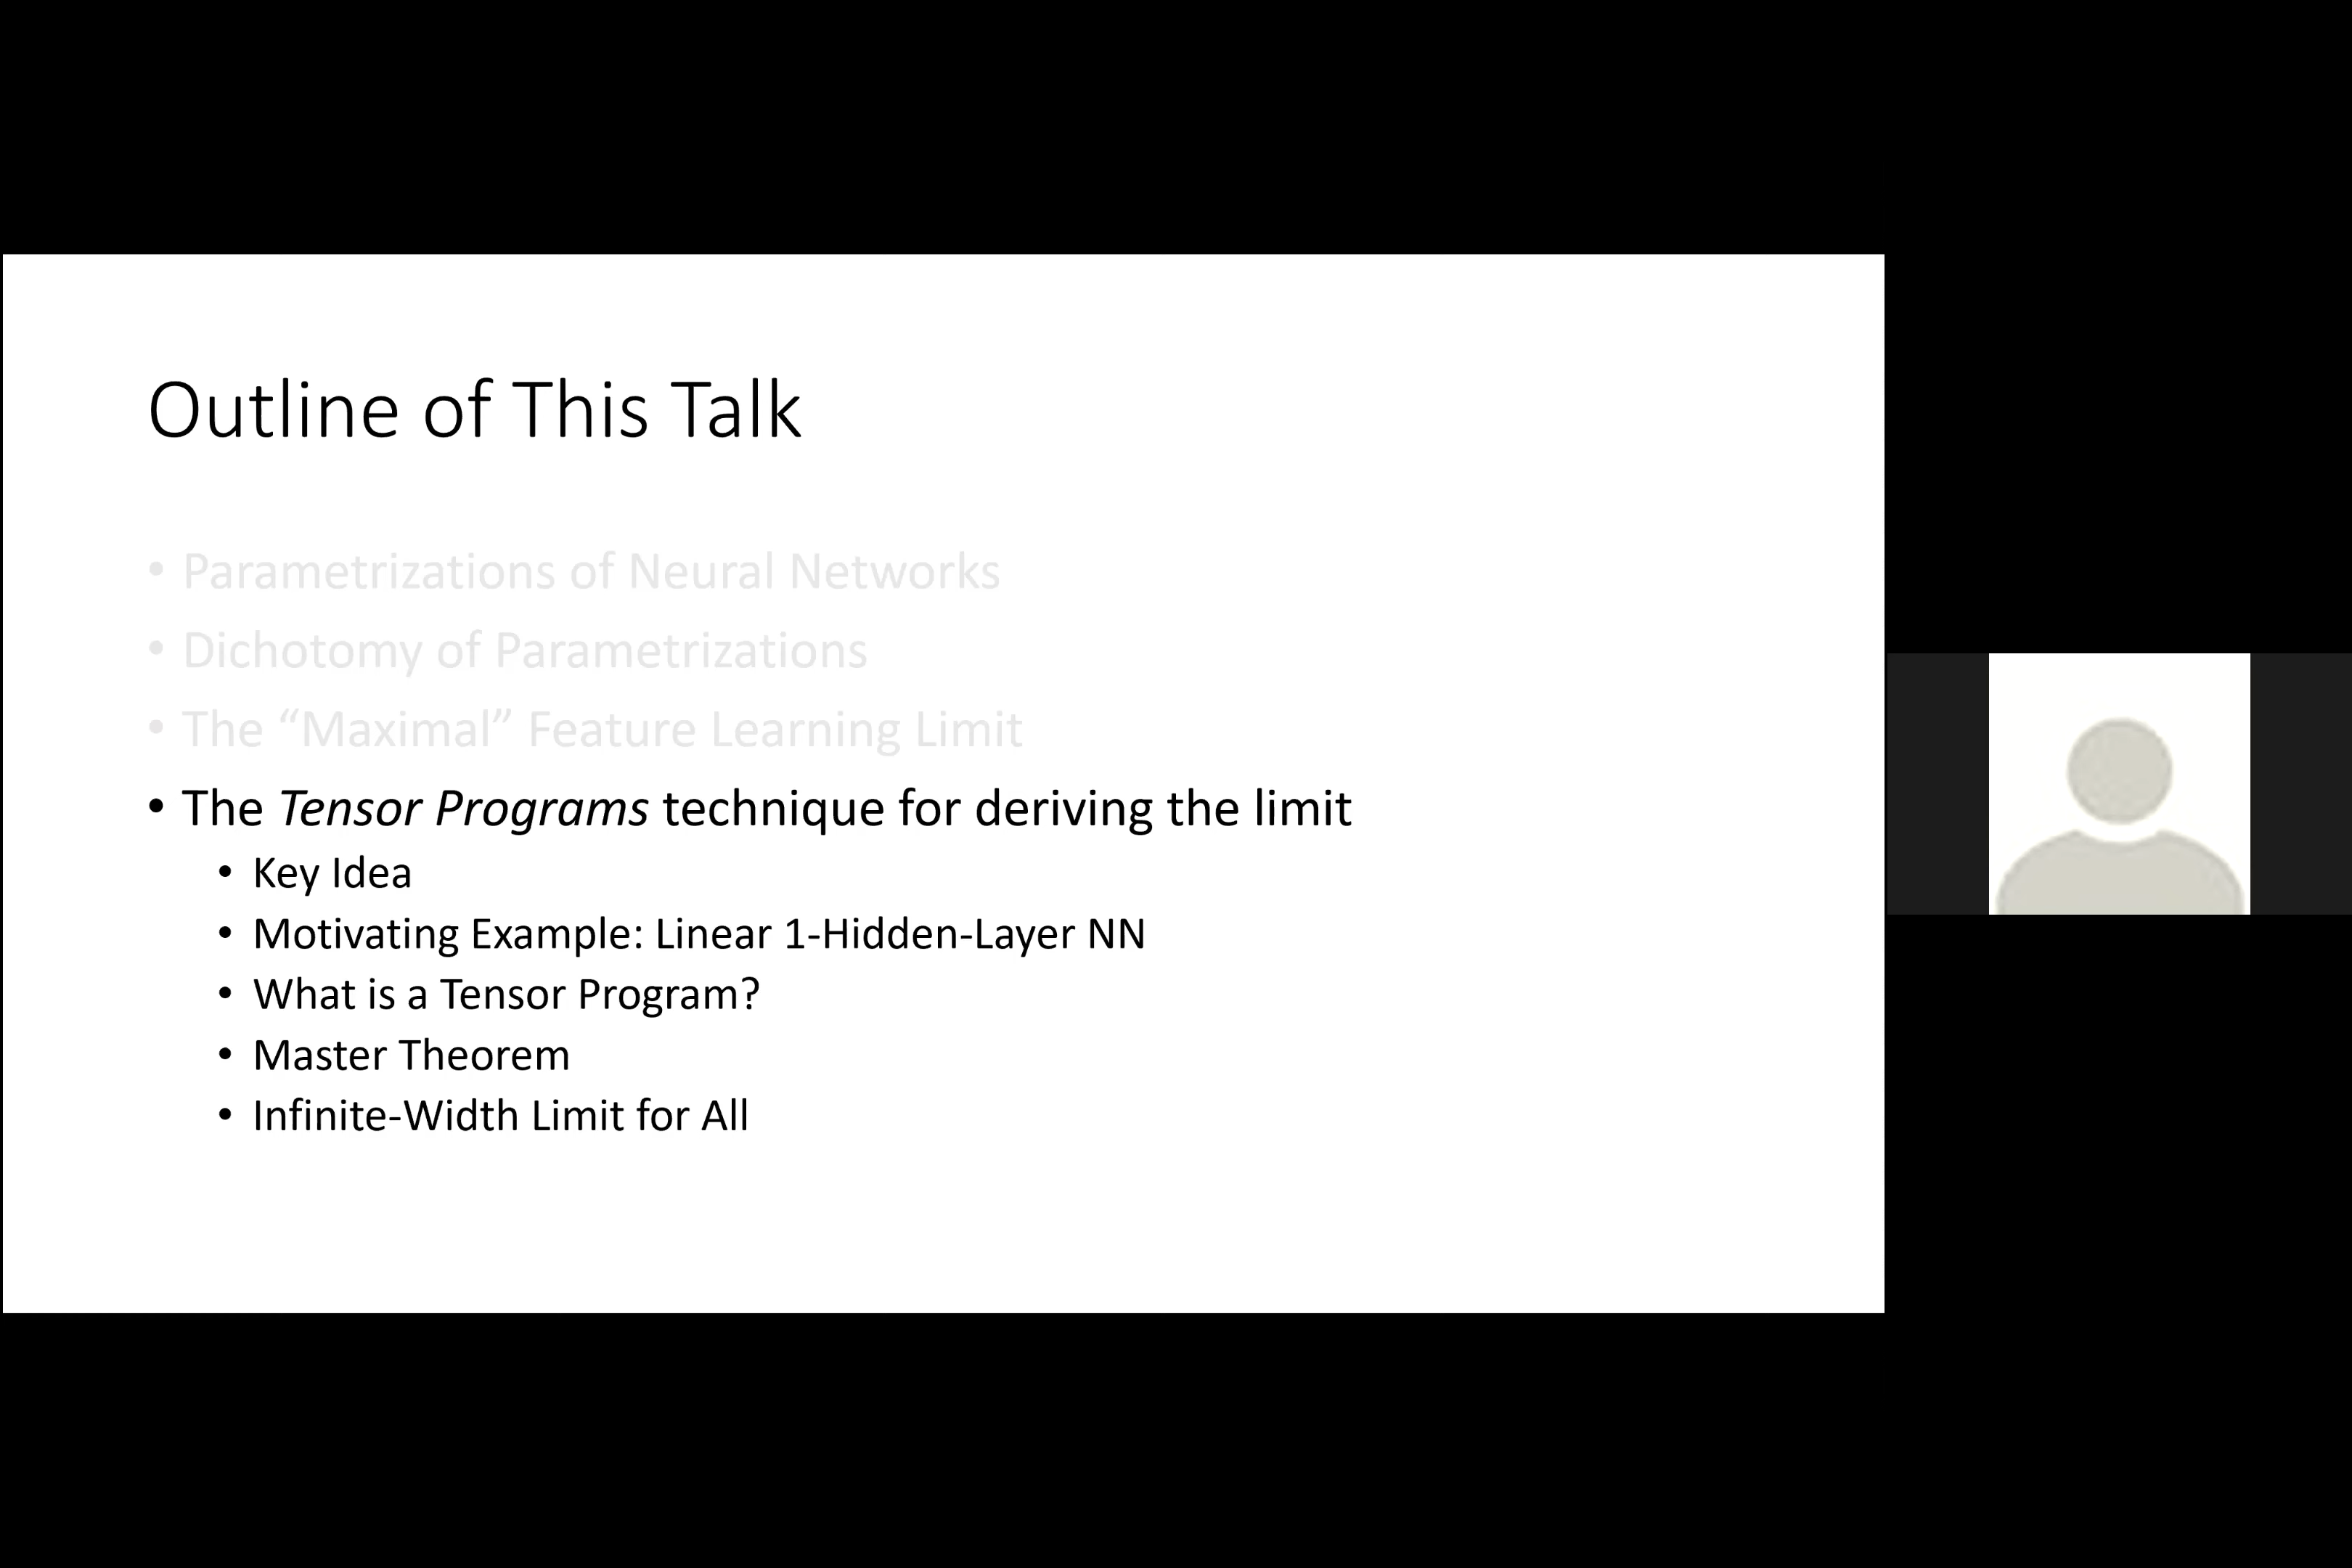 Outline of This Talk
• Parametrizations of Neural Networks
• Dichotomy of Parametrizations
• The “Maximal” Feature Learning Limit
• The Tensor Programs technique for deriving the limit
• Key Idea
• Motivating Example: Linear 1-Hidden-Layer NN
• What is a Tensor Program?
• Master Theorem
• Infinite-Width Limit for All